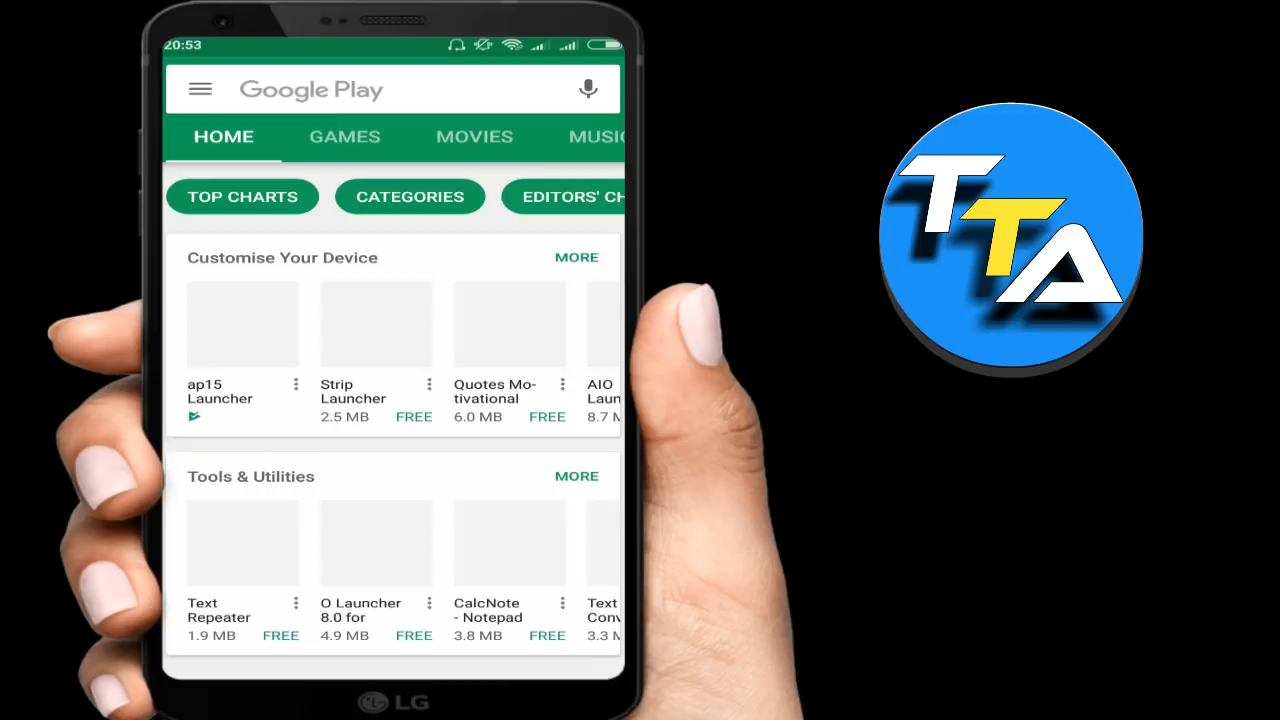 20:53
Google Play
HOME GAMES MOVIES MUSIC
TOP CHARTS CATEGORIES EDITORS' CH
Customise Your Device MORE
ap15 Strip Quotes Mo- AIO
Launcher Launcher tivational Laun
2.5 MB FREE 6.0 MB FREE 8.7 M
Tools & Utilities MORE
Text O Launcher CalcNote Text
Repeater 8.0 for - Notepad Conv
1.9 MB FREE 4.9 MB FREE 3.8 MB FREE 3.3 M
LG
TTA